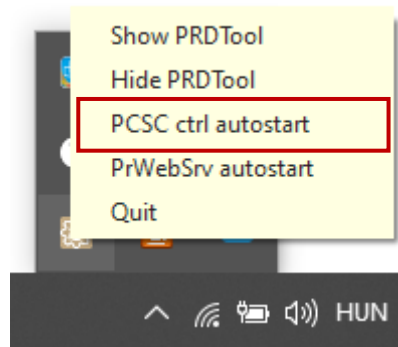 Show PRDTool
Hide PRDTool
PCSC ctrl autostart
PrWebSrv autostart
Quit
HUN